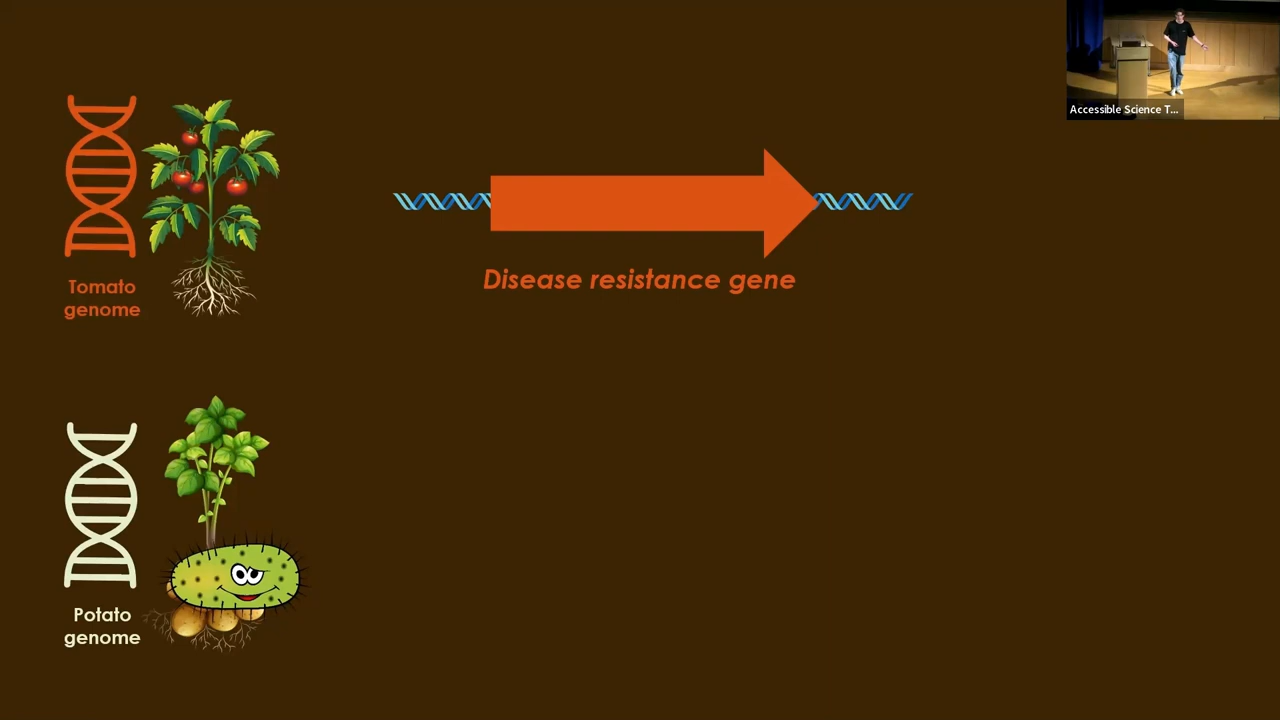 Accessible Science T...
Tomato
genome
Disease resistance gene
Potato
genome